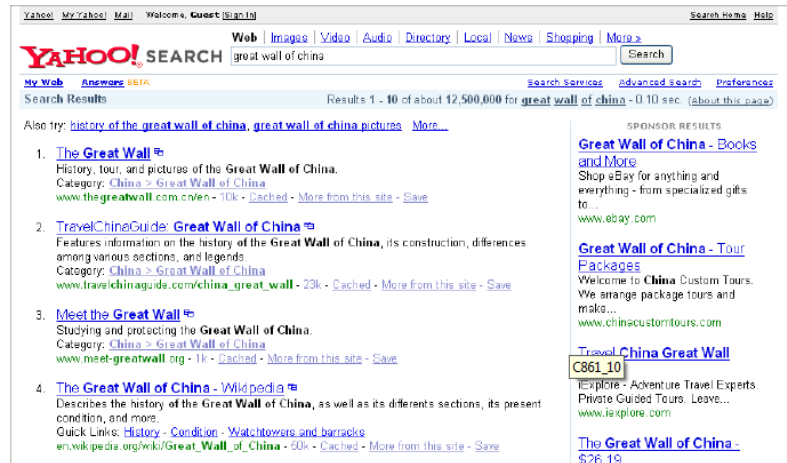 Yahoo! My Yahoo! Mail Welcome, Guest [Sign In] Search Home Help
Web | Images | Video | Audio | Directory | Local | News | Shopping | More »
YAHOO! SEARCH great wall of china Search
My Web Answers BETA Search Services Advanced Search Preferences
Search Results Results 1 - 10 of about 12,500,000 for great wall of china - 0.10 sec. (About this page)
Also try: history of the great wall of china, great wall of china pictures More...
1. The Great Wall
History, tour, and pictures of the Great Wall of China.
Category: China > Great Wall of China
www.thegreatwall.com.cn/en - 10k - Cached - More from this site - Save
2. TravelChinaGuide: Great Wall of China
Features information on the history of the Great Wall of China, its construction, differences
among various sections, and legends.
Category: China > Great Wall of China
www.travelchinaguide.com/china_great_wall - 23k - Cached - More from this site - Save
3. Meet the Great Wall
Studying and protecting the Great Wall of China.
Category: China > Great Wall of China
www.meet-greatwall.org - 1k - Cached - More from this site - Save
4. The Great Wall of China - Wikipedia
Describes the history of the Great Wall of China, as well as its differents sections, its present
condition, and more.
Quick Links: History - Condition - Watchtowers and barracks
en.wikipedia.org/wiki/Great_Wall_of_China - 60k - Cached - More from this site - Save
SPONSOR RESULTS
Great Wall of China - Books
and More
Shop eBay for anything and
everything - from specialized gifts
to...
www.ebay.com
Great Wall of China - Tour
Packages
Welcome to China Custom Tours.
We arrange package tours and
make...
www.chinacustomtours.com
Travel China Great Wall
C861_10
iExplore - Adventure Travel Experts.
Private Guided Tours. Leave...
www.iexplore.com
The Great Wall of China -
$26.19